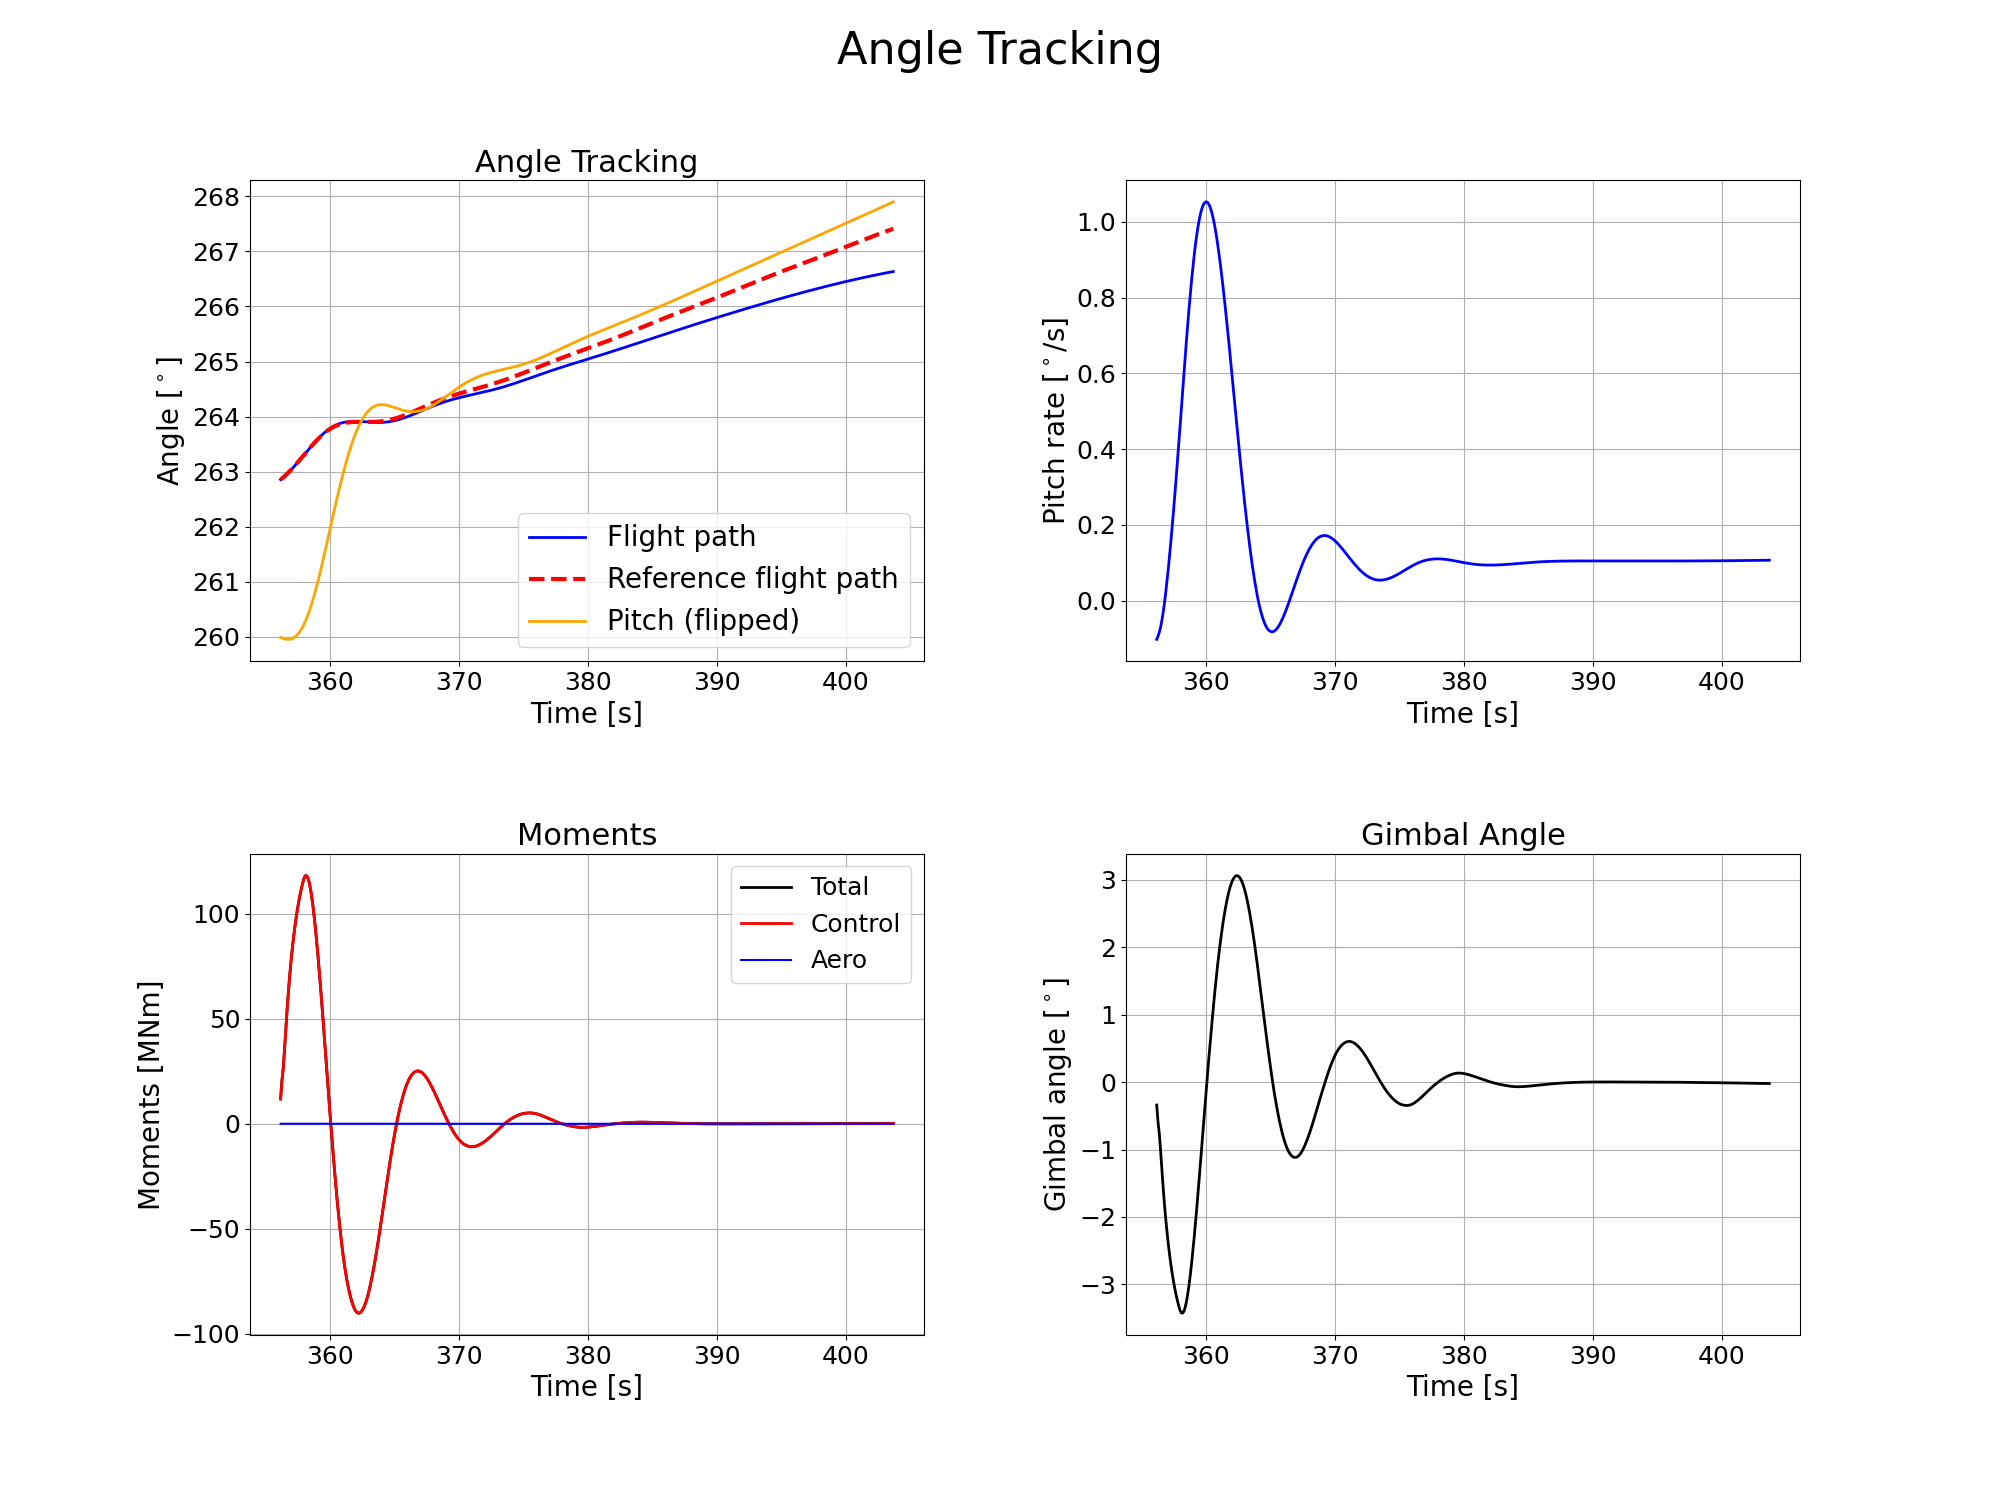 Angle Tracking
Angle Tracking
268
267
266
265
264
263
262
261
260
Angle [°]
Flight path
Reference flight path
Pitch (flipped)
360 370 380 390 400
Time [s]
1.0
0.8
0.6
0.4
0.2
0.0
Pitch rate [°/s]
360 370 380 390 400
Time [s]
Moments
100
50
0
−50
−100
Moments [MNm]
Total
Control
Aero
360 370 380 390 400
Time [s]
Gimbal Angle
3
2
1
0
−1
−2
−3
Gimbal angle [°]
360 370 380 390 400
Time [s]